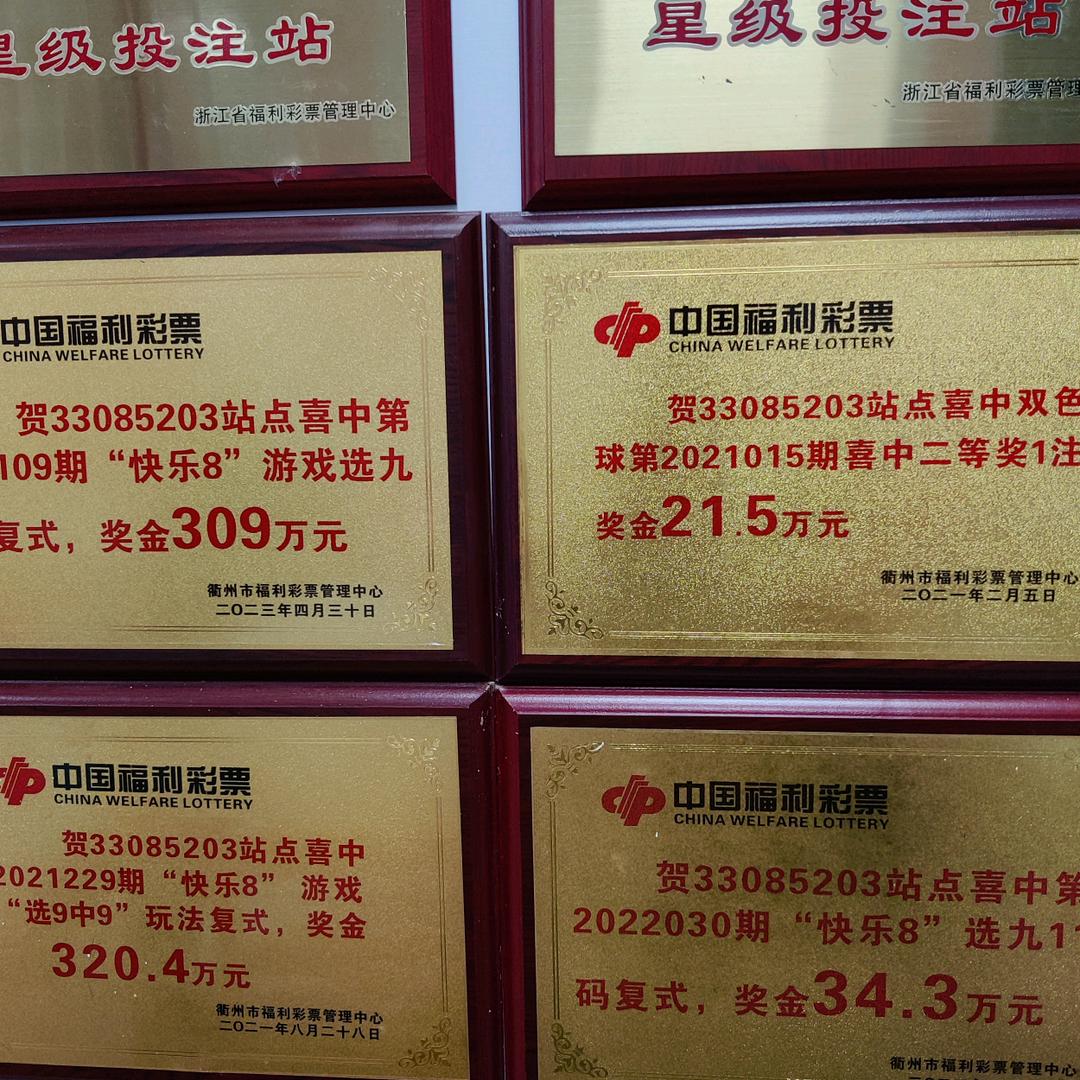 星级投注站
浙江省福利彩票管理中心
星级投注站
浙江省福利彩票管理
中国福利彩票
CHINA WELFARE LOTTERY
贺33085203站点喜中第
109期“快乐8”游戏选九
复式，奖金309万元
衢州市福利彩票管理中心
二〇二三年四月三十日
中国福利彩票
CHINA WELFARE LOTTERY
贺33085203站点喜中双色
球第2021015期喜中二等奖1注
奖金21.5万元
衢州市福利彩票管理中心
二〇二一年二月五日
中国福利彩票
CHINA WELFARE LOTTERY
贺33085203站点喜中
2021229期“快乐8”游戏
“选9中9”玩法复式，奖金
320.4万元
衢州市福利彩票管理中心
二〇二一年八月二十八日
中国福利彩票
CHINA WELFARE LOTTERY
贺33085203站点喜中第
2022030期“快乐8”选九11
码复式，奖金34.3万元
衢州市福利彩票管理中